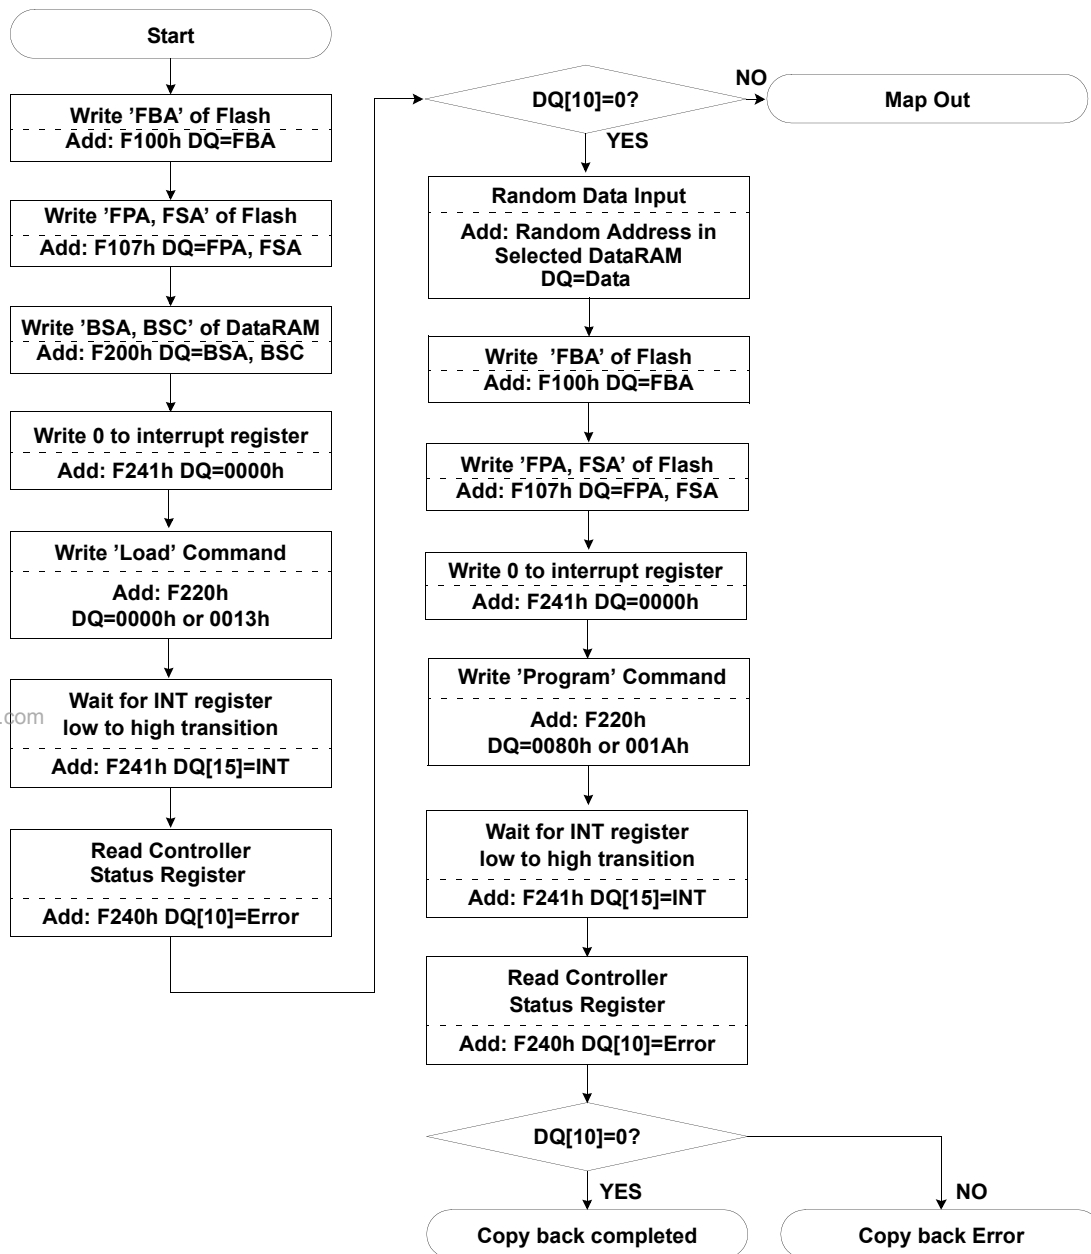 Start
Write ’FBA’ of Flash
Add: F100h DQ=FBA
Write ’FPA, FSA’ of Flash
Add: F107h DQ=FPA, FSA
Write ’BSA, BSC’ of DataRAM
Add: F200h DQ=BSA, BSC
Write 0 to interrupt register
Add: F241h DQ=0000h
Write ’Load’ Command
Add: F220h
DQ=0000h or 0013h
Wait for INT register
low to high transition
Add: F241h DQ[15]=INT
.com
Read Controller
Status Register
Add: F240h DQ[10]=Error
DQ[10]=0?
NO
Map Out
YES
Random Data Input
Add: Random Address in
Selected DataRAM
DQ=Data
Write ’FBA’ of Flash
Add: F100h DQ=FBA
Write ’FPA, FSA’ of Flash
Add: F107h DQ=FPA, FSA
Write 0 to interrupt register
Add: F241h DQ=0000h
Write ’Program’ Command
Add: F220h
DQ=0080h or 001Ah
Wait for INT register
low to high transition
Add: F241h DQ[15]=INT
Read Controller
Status Register
Add: F240h DQ[10]=Error
DQ[10]=0?
YES
NO
Copy back completed
Copy back Error